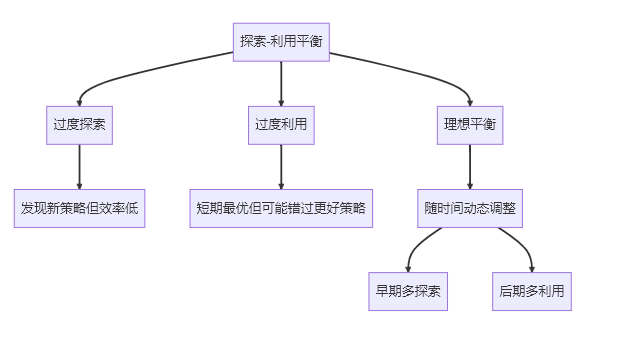 探索-利用平衡
过度探索
过度利用
理想平衡
发现新策略但效率低
短期最优但可能错过更好策略
随时间动态调整
早期多探索
后期多利用